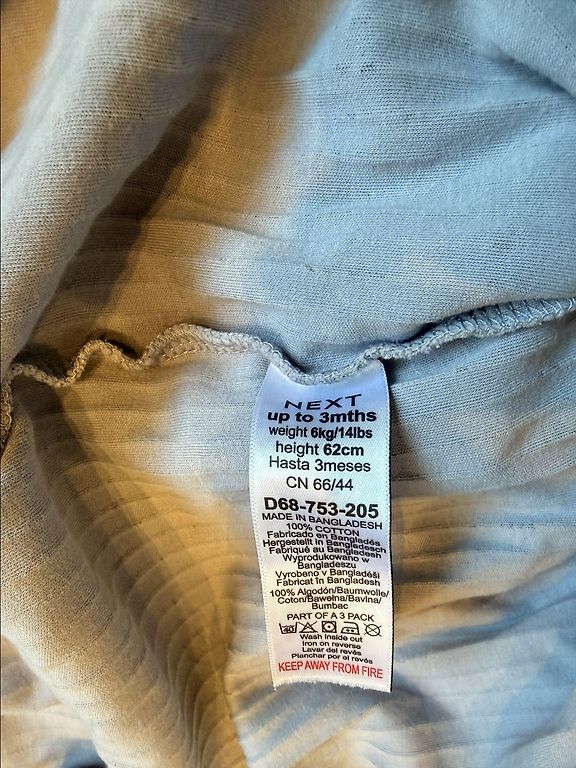 NEXT
up to 3mths
weight 6kg/14lbs
height 62cm
Hasta 3meses
CN 66/44
D68-753-205
MADE IN BANGLADESH
100% COTTON
Fabricado en Bangladés
Hergestellt in Bangladesch
Fabriqué au Bangladesh
Wyprodukowano w
Bangladeszu
Vyrobeno v Bangladéši
Fabricat în Bangladesh
100% Algodón/Baumwolle/
Coton/Bawełna/Bavlna/
Bumbac
PART OF A 3 PACK
Wash inside out
Iron on reverse
Lavar del revés
Planchar por el revés
KEEP AWAY FROM FIRE